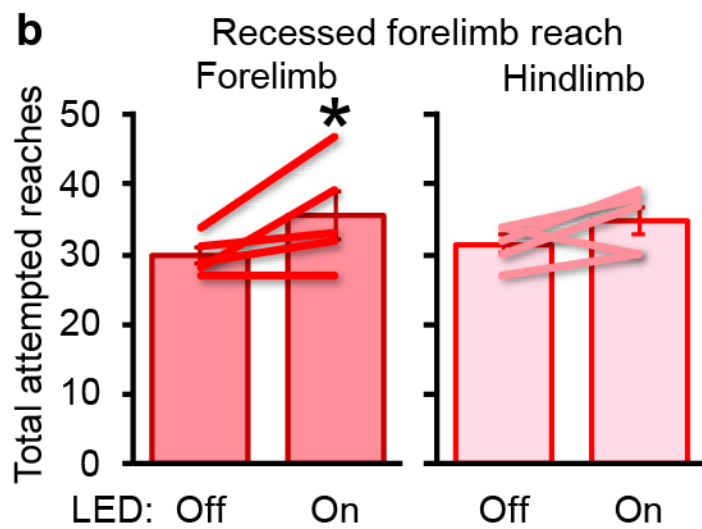 b
Recessed forelimb reach
Forelimb
Hindlimb
Total attempted reaches
50
40
30
20
10
0
*
LED: Off On
Off On